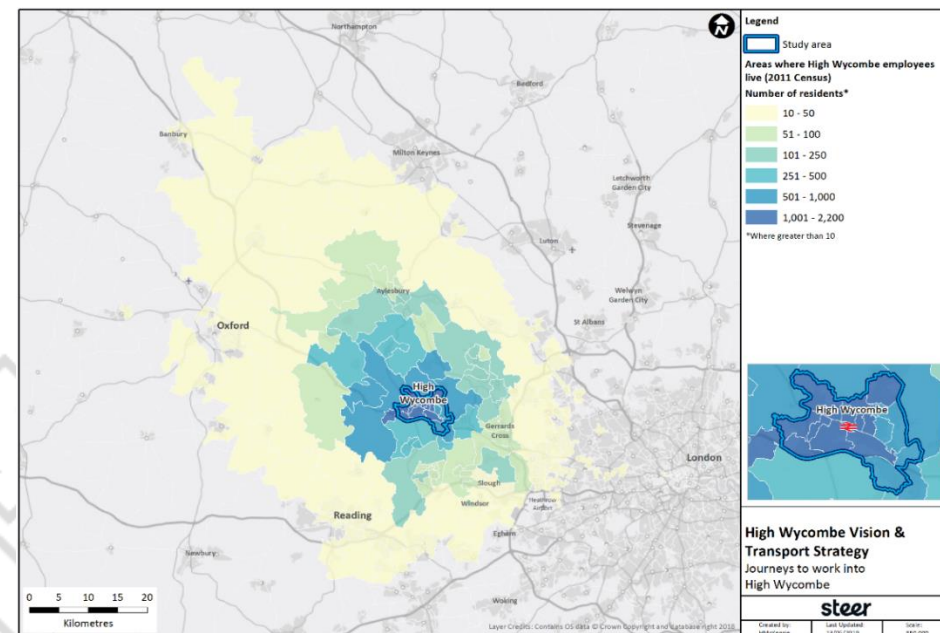 Northampton
Bedford
Banbury
Milton Keynes
Letchworth
Garden City
Stevenage
Luton
Aylesbury
Welwyn
Garden City
St Albans
Oxford
High
Wycombe
Gerrards
Cross
London
Slough
Windsor
Heathrow
Airport
Reading
Egham
Newbury
Woking
0 5 10 15 20
Kilometres
Layer Credits: Contains OS data © Crown Copyright and database right 2018
N
Legend
Study area
Areas where High Wycombe employees
live (2011 Census)
Number of residents*
10 - 50
51 - 100
101 - 250
251 - 500
501 - 1,000
1,001 - 2,200
*Where greater than 10
High Wycombe
High Wycombe Vision &
Transport Strategy
Journeys to work into
High Wycombe
steer
Created by:
Last Updated
Scale: